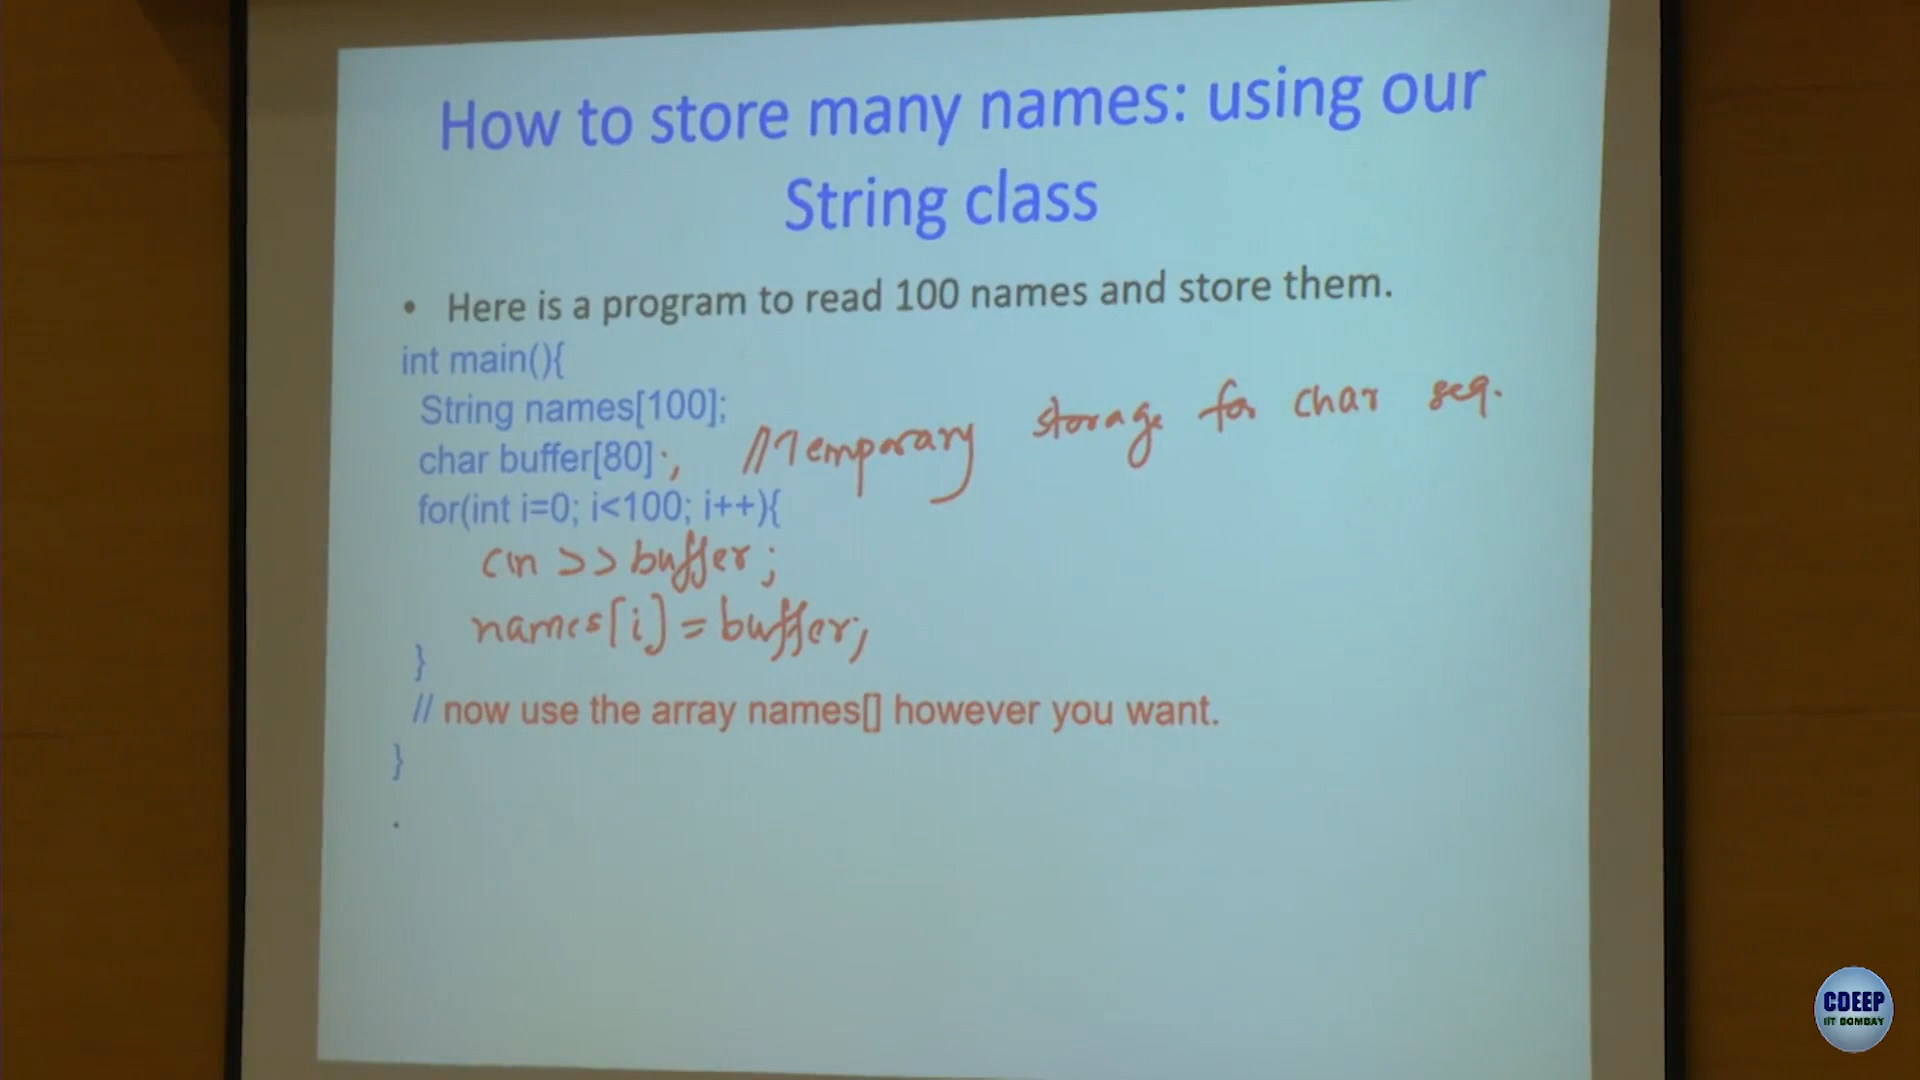 How to store many names: using our
String class
• Here is a program to read 100 names and store them.
int main(){
String names[100];
char buffer[80]; //Temporary storage for char seq.
for(int i=0; i<100; i++){
cin >> buffer;
names[i] = buffer;
}
// now use the array names[] however you want.
}
.
CDEEP
IIT BOMBAY